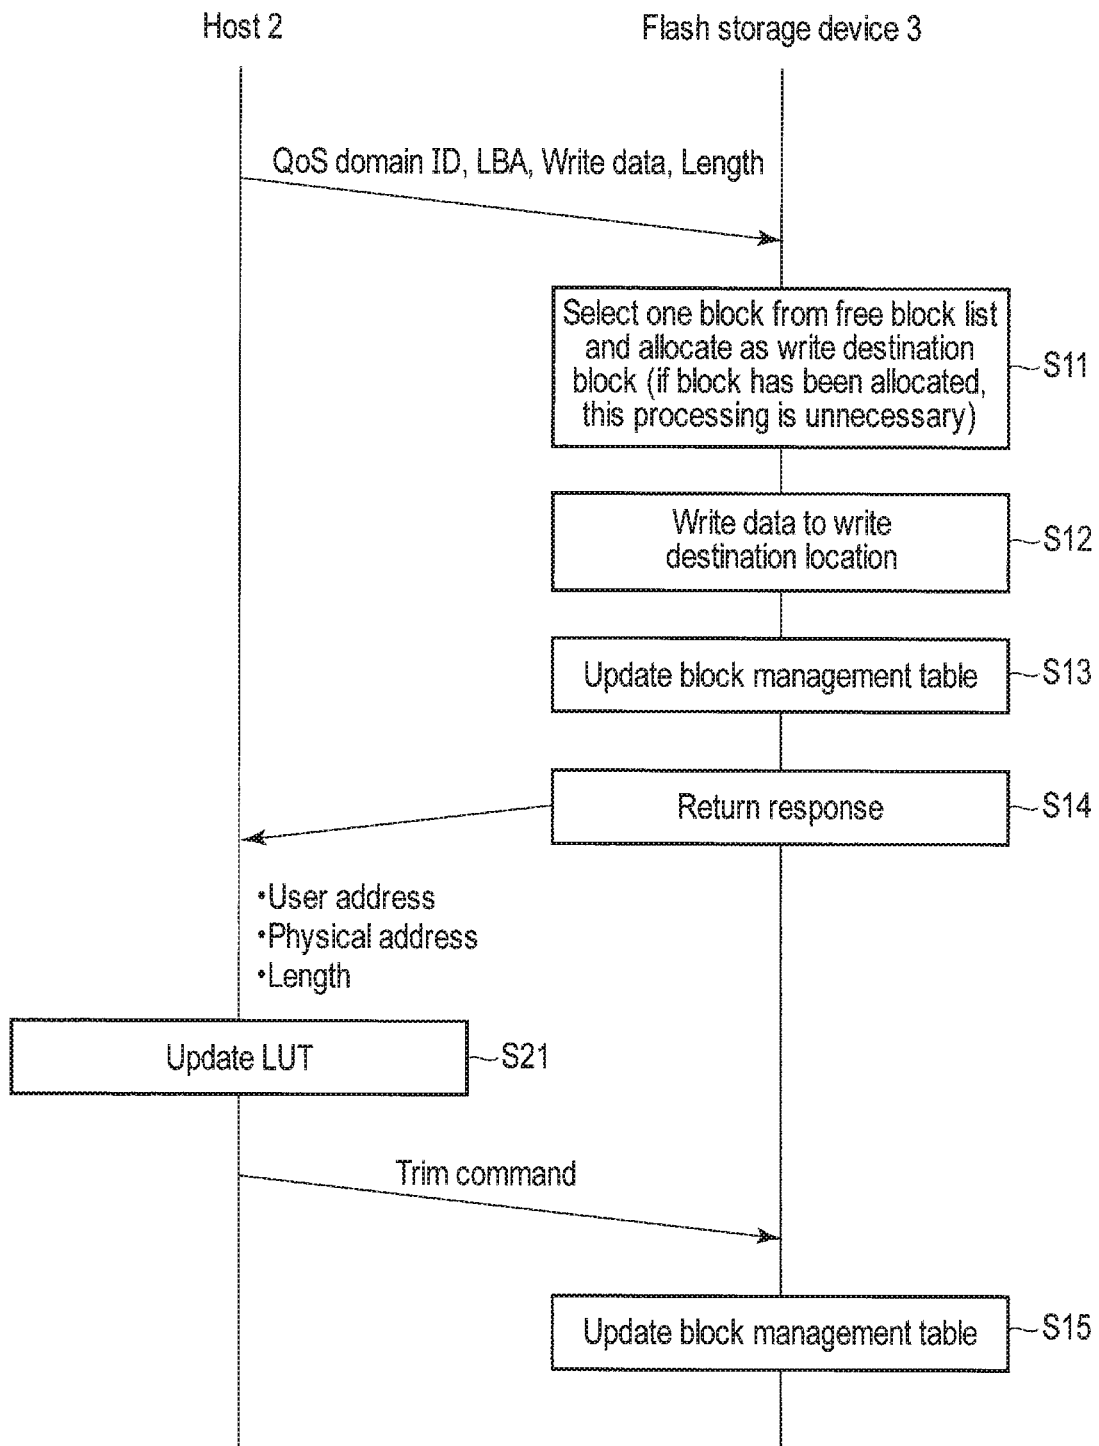 Host 2
Flash storage device 3
QoS domain ID, LBA, Write data, Length
Select one block from free block list
and allocate as write destination
block (if block has been allocated,
this processing is unnecessary)
S11
Write data to write
destination location
S12
Update block management table
S13
Return response
S14
•User address
•Physical address
•Length
Update LUT
S21
Trim command
Update block management table
S15